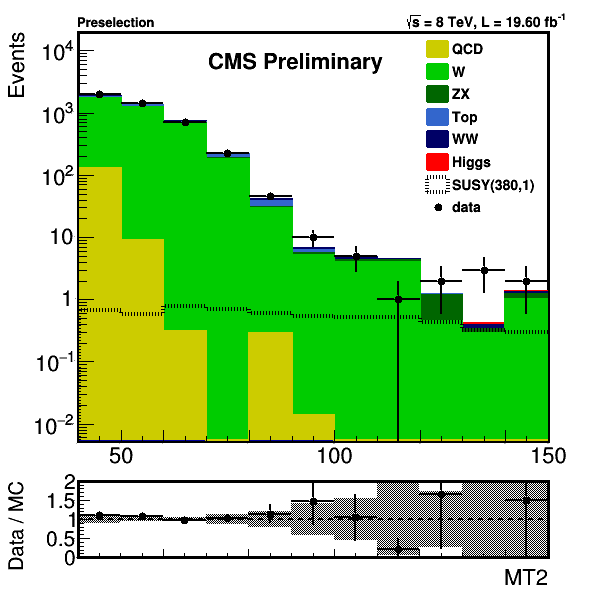 Preselection
√s = 8 TeV, L = 19.60 fb⁻¹
CMS Preliminary
Events
10⁴
10³
10²
10
1
10⁻¹
10⁻²
QCD
W
ZX
Top
WW
Higgs
SUSY(380,1)
data
50
100
150
Data / MC
2
1.5
1
0.5
0
MT2